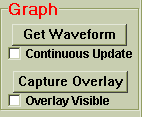 Graph
Get Waveform
Continuous Update
Capture Overlay
Overlay Visible